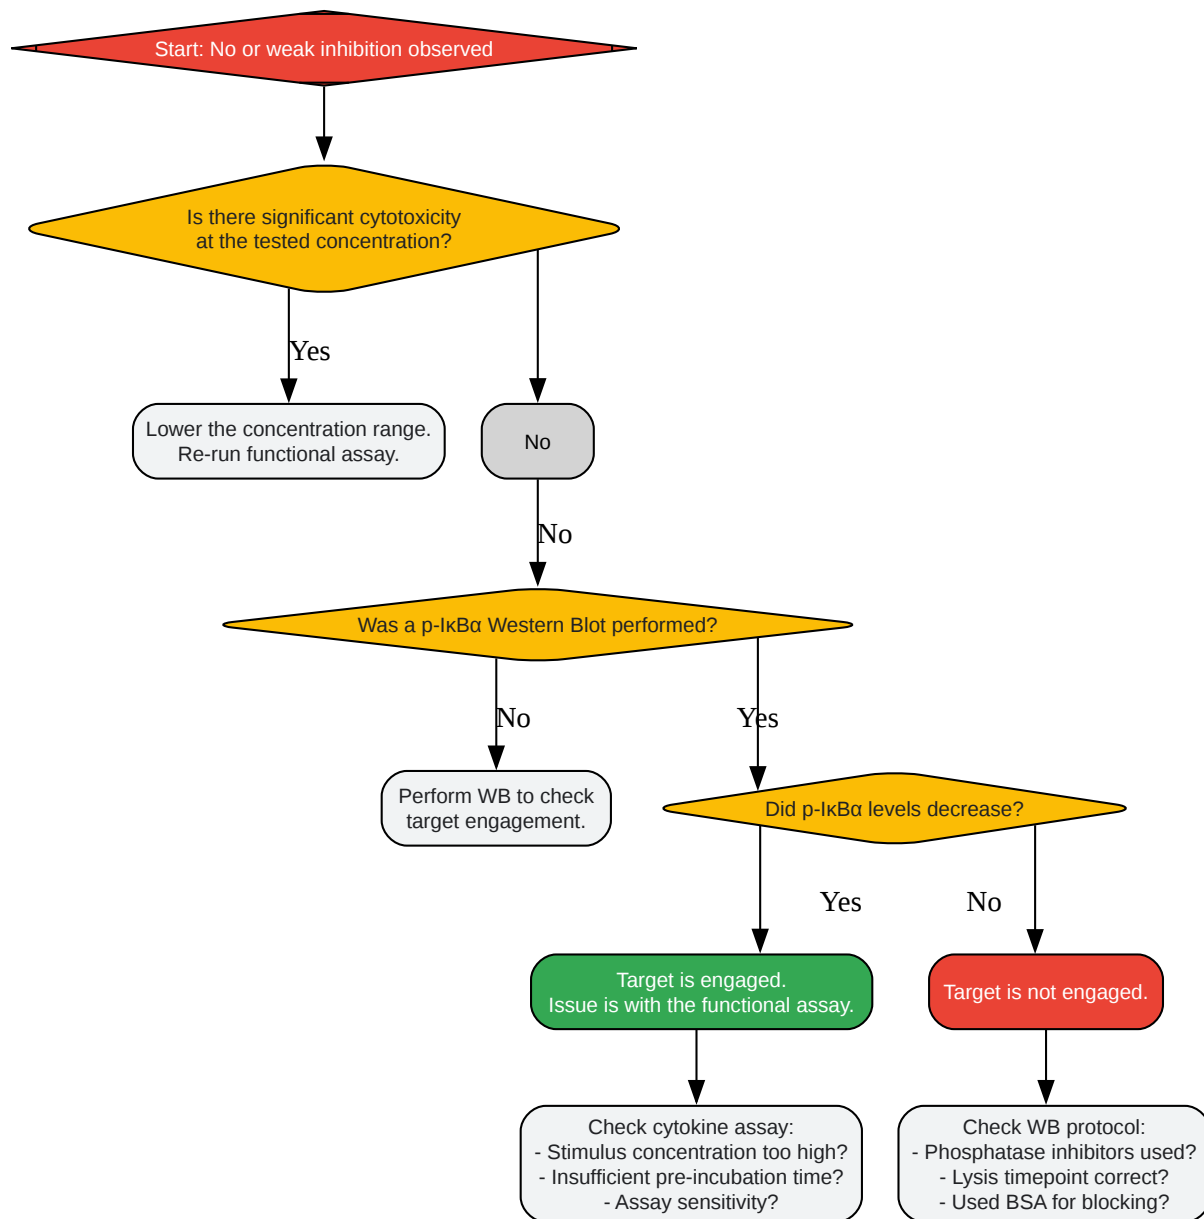 Start: No or weak inhibition observed
Is there significant cytotoxicity
at the tested concentration?
Yes
Lower the concentration range.
Re-run functional assay.
No
No
Was a p-IκBα Western Blot performed?
No
Yes
Perform WB to check
target engagement.
Did p-IκBα levels decrease?
Yes
No
Target is engaged.
Issue is with the functional assay.
Target is not engaged.
Check cytokine assay:
- Stimulus concentration too high?
- Insufficient pre-incubation time?
- Assay sensitivity?
Check WB protocol:
- Phosphatase inhibitors used?
- Lysis timepoint correct?
- Used BSA for blocking?